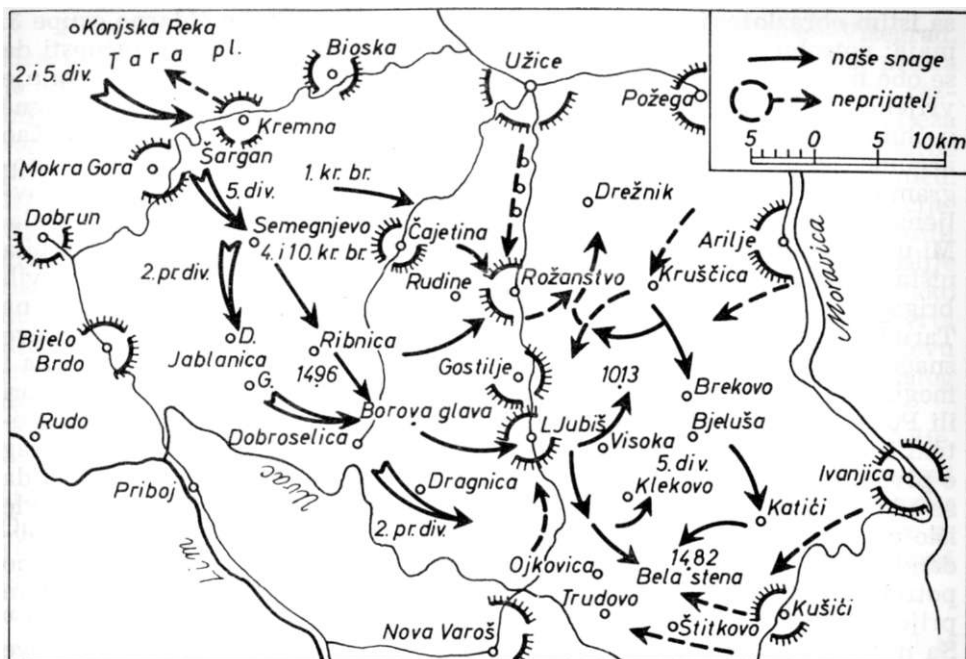 Konjska Reka
Tara pl.
Bioska
2. i 5. div.
Kremna
Užice
Požega
naše snage
neprijatelj
5 0 5 10km
Mokra Gora
Šargan
5. div.
1. kr. br.
Drežnik
Dobrun
Semegnjevo
4. i 10. kr. br.
Čajetina
Arilje
2. pr. div.
Rudine
Rožanstvo
Kruščica
Moravica
Bijelo
Brdo
D.
Jablanica
G.
Ribnica
1496
Gostilje
1013
Brekovo
Rudo
Borova glava
Dobroselica
LJubiš
Visoka
Bjeluša
Priboj
Uvac
Dragnica
5. div.
Klekovo
Ivanjica
Katići
Lim
2. pr. div.
Ojkovica
1482
Bela stena
Trudovo
Kušići
Nova Varoš
Štitkovo